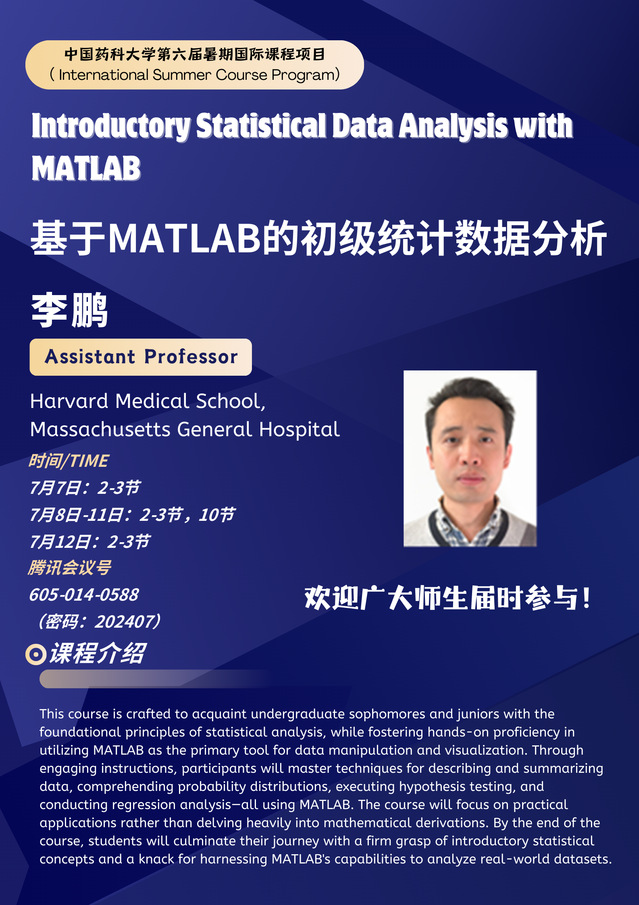 中国药科大学第六届暑期国际课程项目
（ International Summer Course Program）
Introductory Statistical Data Analysis with
MATLAB
基于MATLAB的初级统计数据分析
李鹏
Assistant Professor
Harvard Medical School,
Massachusetts General Hospital
时间/TIME
7月7日：2-3节
7月8日-11日：2-3节，10节
7月12日：2-3节
腾讯会议号
605-014-0588
（密码：202407）
欢迎广大师生届时参与！
课程介绍
This course is crafted to acquaint undergraduate sophomores and juniors with the
foundational principles of statistical analysis, while fostering hands-on proficiency in
utilizing MATLAB as the primary tool for data manipulation and visualization. Through
engaging instructions, participants will master techniques for describing and summarizing
data, comprehending probability distributions, executing hypothesis testing, and
conducting regression analysis—all using MATLAB. The course will focus on practical
applications rather than delving heavily into mathematical derivations. By the end of the
course, students will culminate their journey with a firm grasp of introductory statistical
concepts and a knack for harnessing MATLAB's capabilities to analyze real-world datasets.